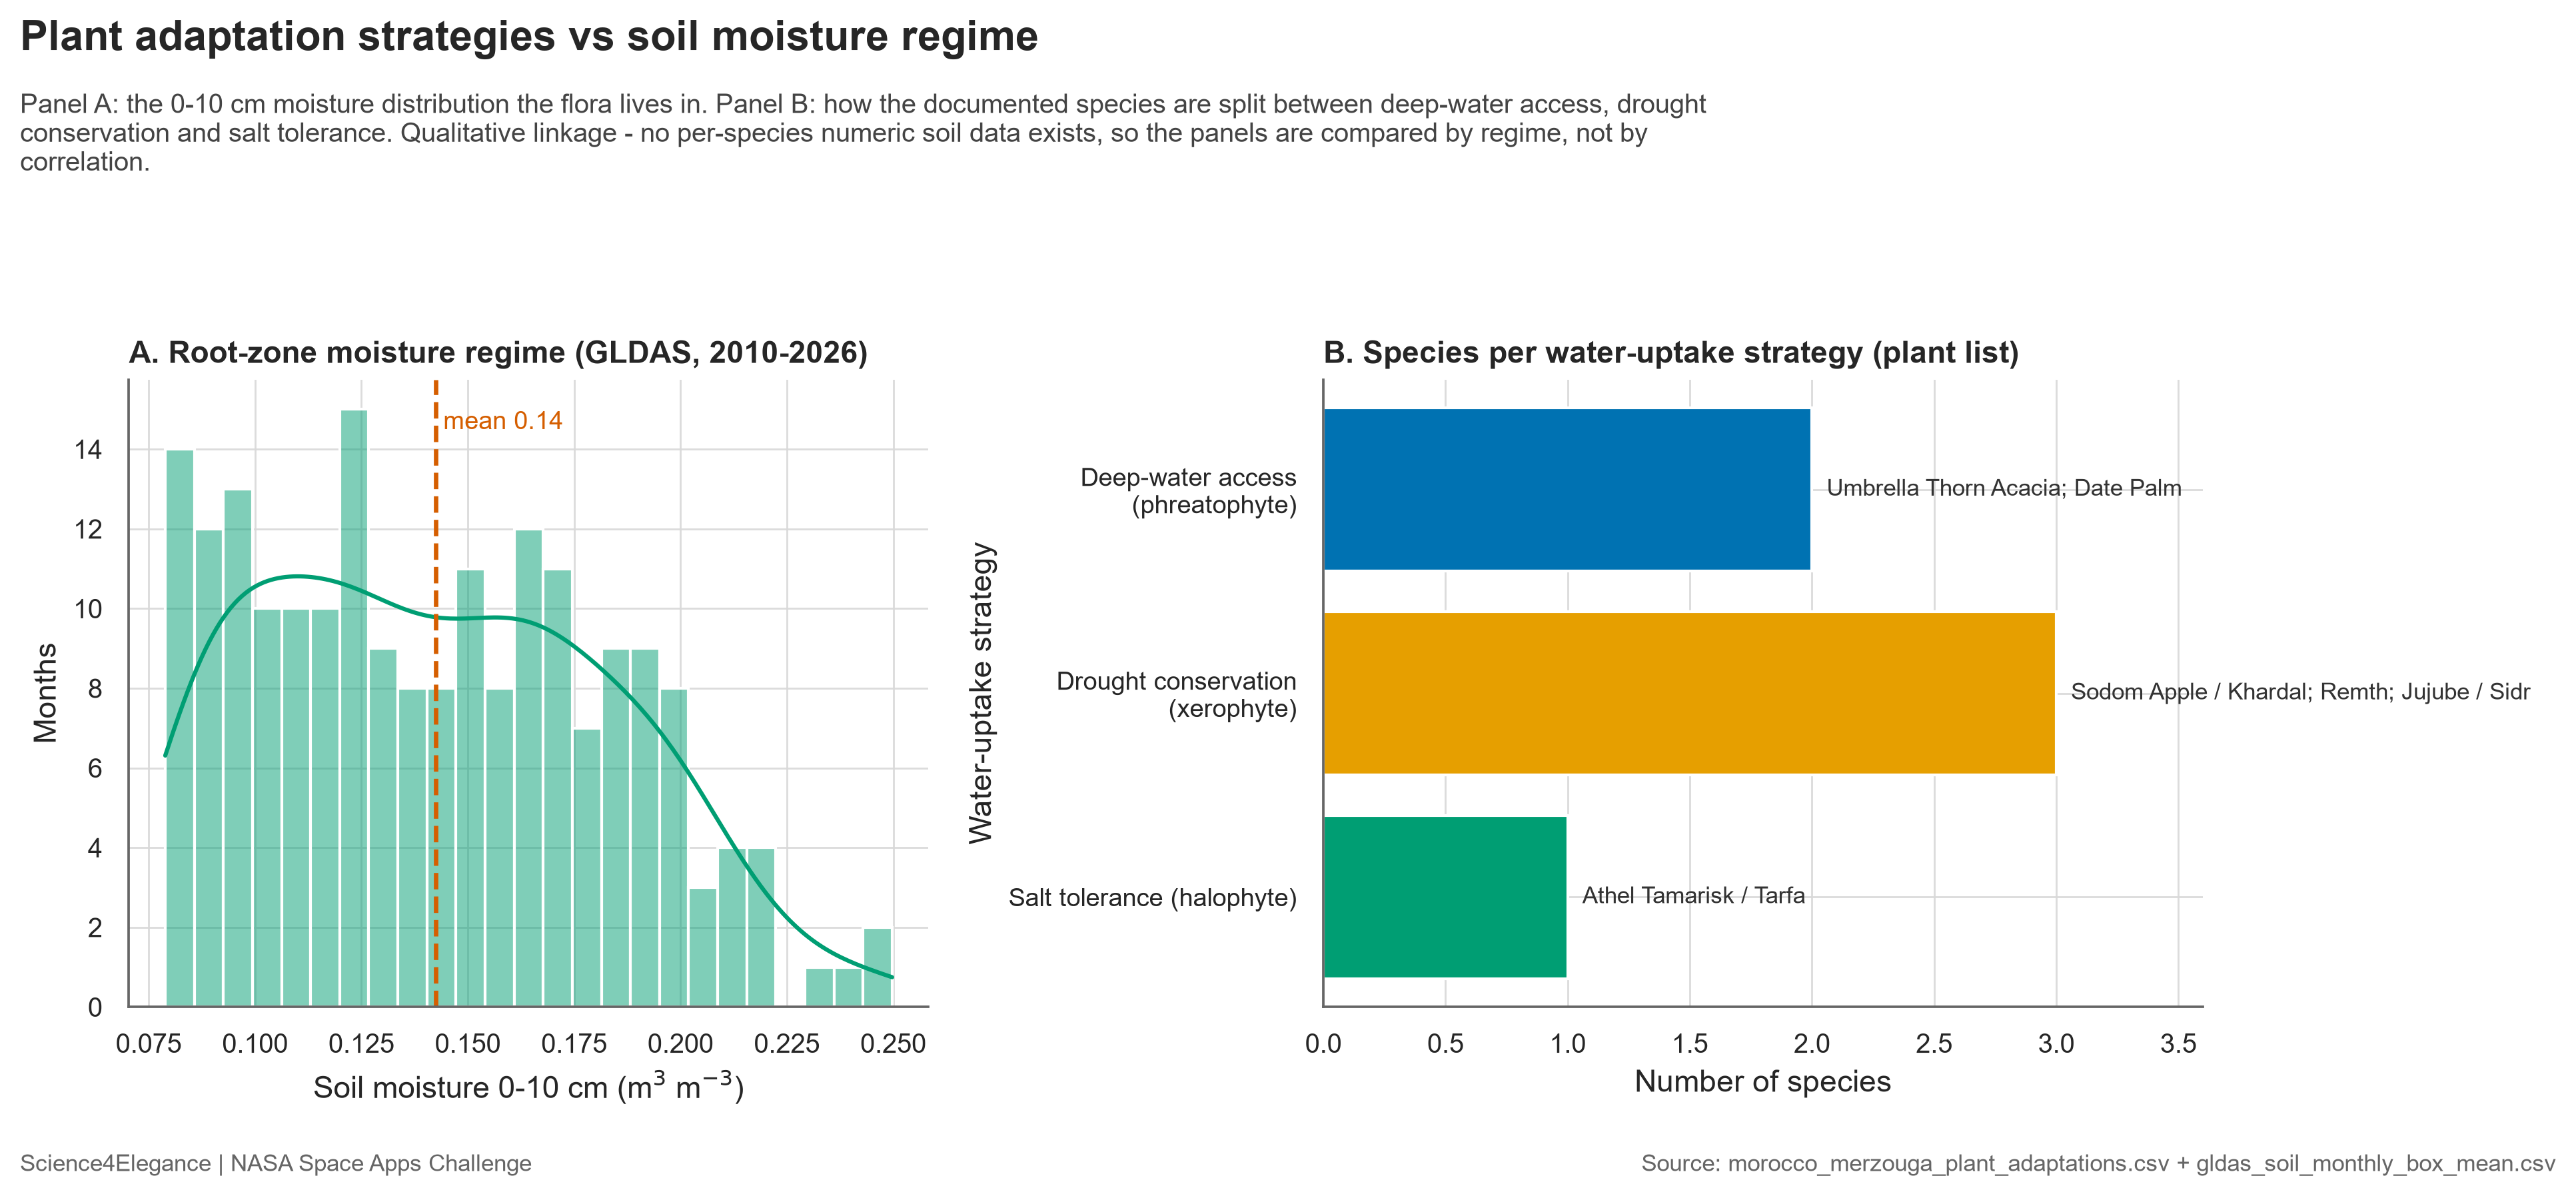 Plant adaptation strategies vs soil moisture regime
Panel A: the 0-10 cm moisture distribution the flora lives in. Panel B: how the documented species are split between deep-water access, drought
conservation and salt tolerance. Qualitative linkage - no per-species numeric soil data exists, so the panels are compared by regime, not by
correlation.
A. Root-zone moisture regime (GLDAS, 2010-2026)
mean 0.14
Months
14
12
10
8
6
4
2
0
0.075 0.100 0.125 0.150 0.175 0.200 0.225 0.250
Soil moisture 0-10 cm (m³ m⁻³)
B. Species per water-uptake strategy (plant list)
Water-uptake strategy
Deep-water access
(phreatophyte)
Umbrella Thorn Acacia; Date Palm
Drought conservation
(xerophyte)
Sodom Apple / Khardal; Remth; Jujube / Sidr
Salt tolerance (halophyte)
Athel Tamarisk / Tarfa
0.0 0.5 1.0 1.5 2.0 2.5 3.0 3.5
Number of species
Science4Elegance | NASA Space Apps Challenge
Source: morocco_merzouga_plant_adaptations.csv + gldas_soil_monthly_box_mean.csv